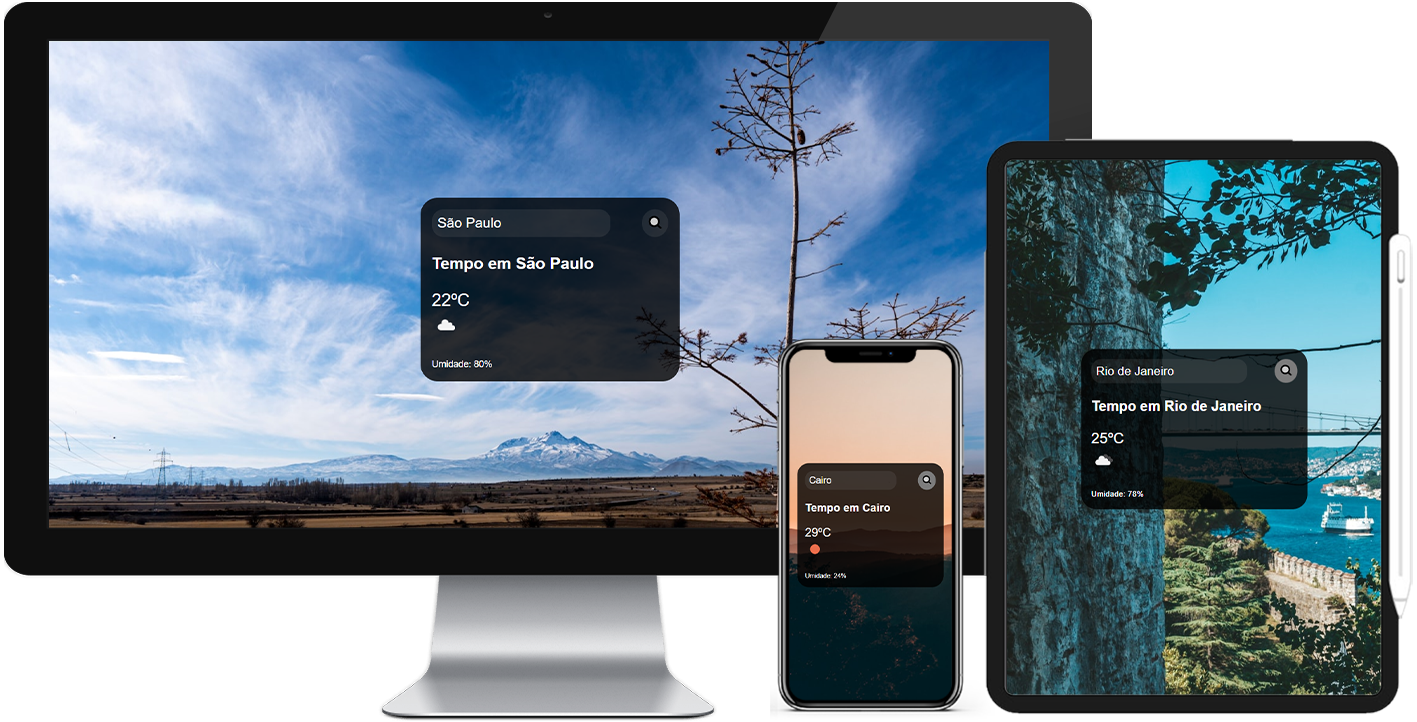 São Paulo
Tempo em São Paulo
22ºC
Umidade: 80%
Cairo
Tempo em Cairo
29ºC
Umidade: 24%
Rio de Janeiro
Tempo em Rio de Janeiro
25ºC
Umidade: 78%